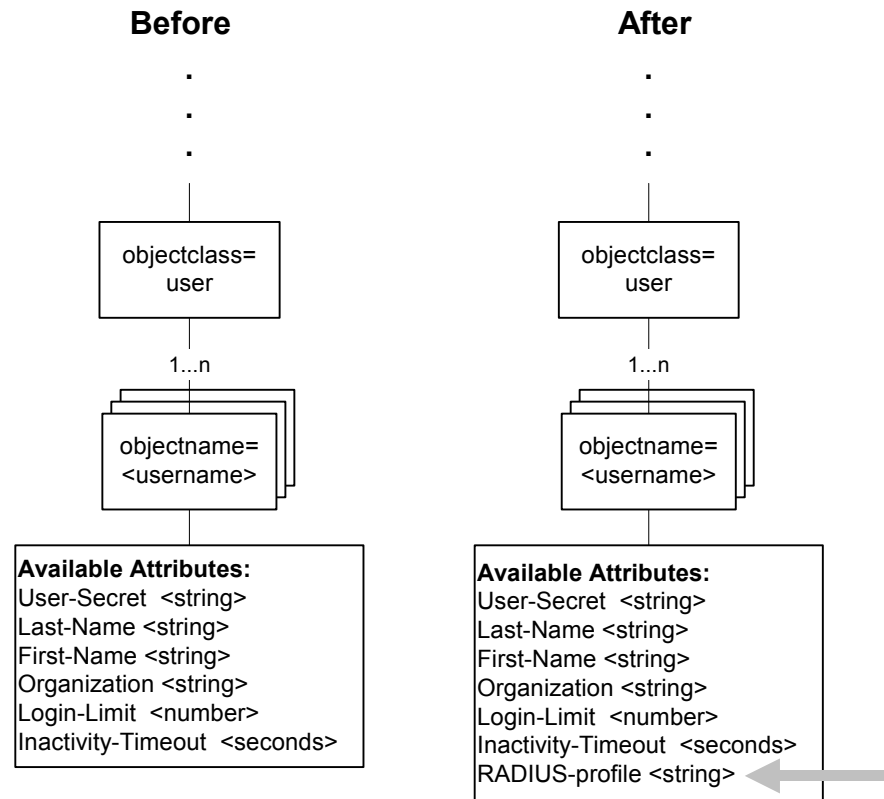 Before
.
.
.
objectclass=
user
1...n
objectname=
<username>
Available Attributes:
User-Secret <string>
Last-Name <string>
First-Name <string>
Organization <string>
Login-Limit <number>
Inactivity-Timeout <seconds>
After
.
.
.
objectclass=
user
1...n
objectname=
<username>
Available Attributes:
User-Secret <string>
Last-Name <string>
First-Name <string>
Organization <string>
Login-Limit <number>
Inactivity-Timeout <seconds>
RADIUS-profile <string>